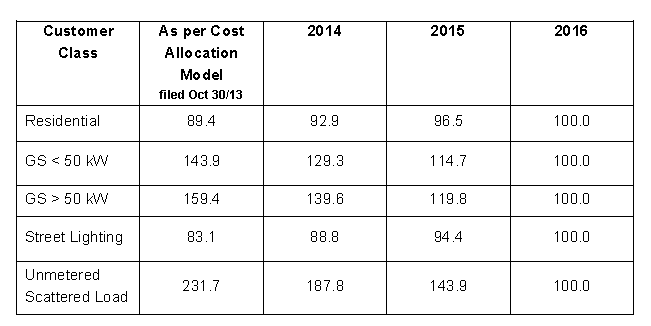 Customer Class As per Cost Allocation Model filed Oct 30/13 2014 2015 2016
Residential 89.4 92.9 96.5 100.0
GS < 50 kW 143.9 129.3 114.7 100.0
GS > 50 kW 159.4 139.6 119.8 100.0
Street Lighting 83.1 88.8 94.4 100.0
Unmetered Scattered Load 231.7 187.8 143.9 100.0